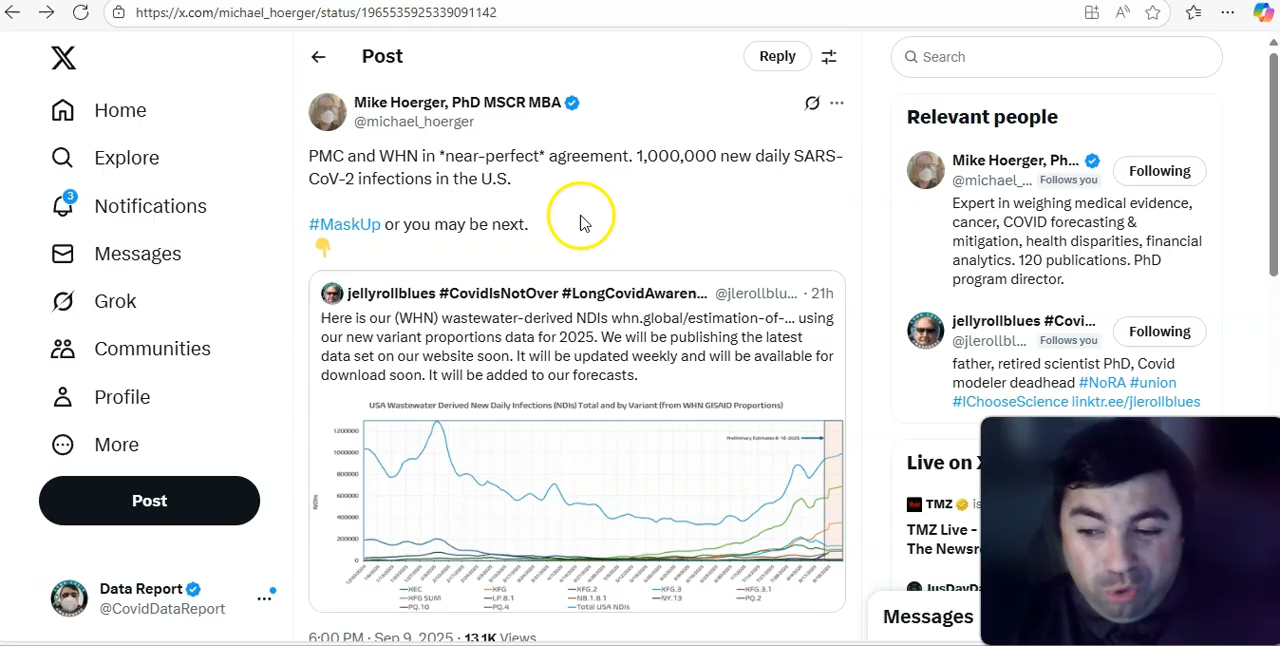 https://x.com/michael_hoerger/status/1965535925339091142
Home
Explore
3
Notifications
Messages
Grok
Communities
Profile
More
Post
Data Report
@CovidDataReport
Post
Reply
Mike Hoerger, PhD MSCR MBA
@michael_hoerger
PMC and WHN in *near-perfect* agreement. 1,000,000 new daily SARS-
CoV-2 infections in the U.S.
#MaskUp or you may be next.
jellyrollblues #CovidIsNotOver #LongCovidAwaren... @jlerollblu... · 21h
Here is our (WHN) wastewater-derived NDIs whn.global/estimation-of-... using
our new variant proportions data for 2025. We will be publishing the latest
data set on our website soon. It will be updated weekly and will be available for
download soon. It will be added to our forecasts.
USA Wastewater Derived New Daily Infections (NDIs) Total and by Variant (from WHN GISAID Proportions)
Preliminary Estimates
1200000
1000000
800000
600000
400000
200000
0
NDIs
XEC
XFG
XFG.2
XFG.3
XFG.3.1
XFG SUM
LP.8.1
NB.1.8.1
NY.13
PQ.2
PQ.10
PQ.4
Total USA NDIs
6:00 PM · Sep 9, 2025 · 13.1K Views
Search
Relevant people
Mike Hoerger, Ph...
Following
@michael_... Follows you
Expert in weighing medical evidence,
cancer, COVID forecasting &
mitigation, health disparities, financial
analytics. 120 publications. PhD
program director.
jellyrollblues #Covi...
Following
@jlerollbl... Follows you
father, retired scientist PhD, Covid
modeler deadhead #NoRA #union
#IChooseScience linktr.ee/jlerollblues
Live on X
TMZ is
TMZ Live -
The Newsro
JusDayDa
Messages